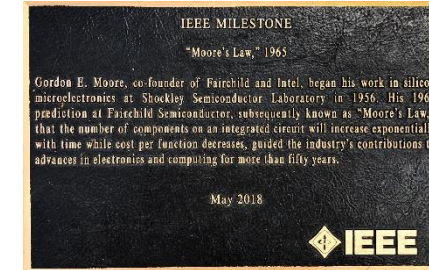 IEEE MILESTONE
“Moore's Law,” 1965
Gordon E. Moore, co-founder of Fairchild and Intel, began his work in silico
microelectronics at Shockley Semiconductor Laboratory in 1956. His 196
prediction at Fairchild Semiconductor, subsequently known as “Moore's Law,
that the number of components on an integrated circuit will increase exponentiall
with time while cost per function decreases, guided the industry's contributions t
advances in electronics and computing for more than fifty years.
May 2018
IEEE